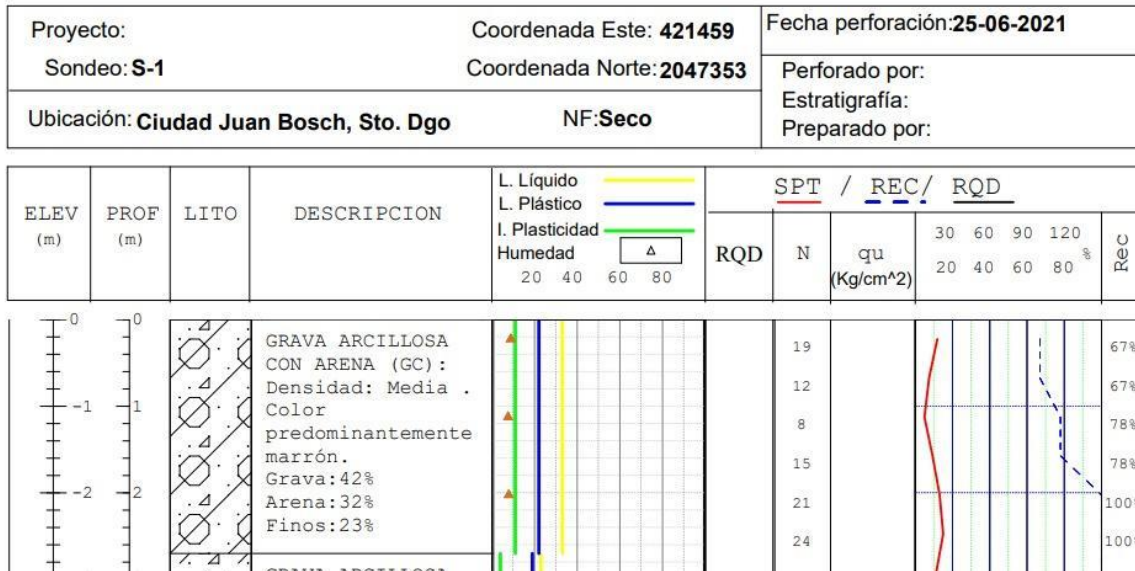 Proyecto:
Coordenada Este: 421459
Fecha perforación:25-06-2021
Sondeo: S-1
Coordenada Norte: 2047353
Perforado por:
Estratigrafía:
Preparado por:
Ubicación: Ciudad Juan Bosch, Sto. Dgo
NF:Seco
ELEV
(m)
PROF
(m)
LITO
DESCRIPCION
L. Líquido
L. Plástico
I. Plasticidad
Humedad
20 40 60 80
SPT / REC/ RQD
RQD
N
qu
(Kg/cm^2)
30 60 90 120
20 40 60 80 %
Rec
0
-1
-2
0
1
2
GRAVA ARCILLOSA
CON ARENA (GC):
Densidad: Media .
Color
predominantemente
marrón.
Grava:42%
Arena:32%
Finos:23%
19
12
8
15
21
24
67%
67%
78%
78%
100%
100%